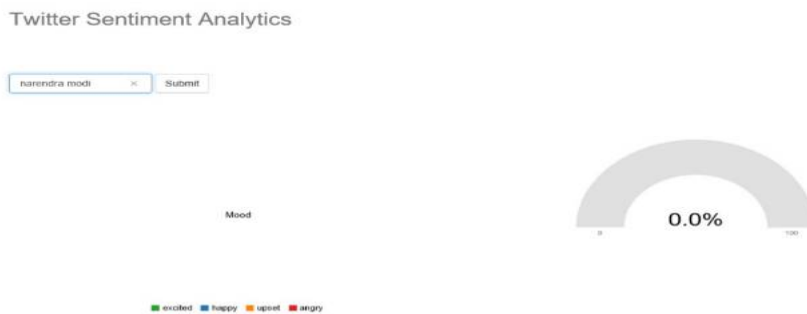 Twitter Sentiment Analytics
narendra modi × Submit
Mood
0.0%
0 100
excited happy upset angry